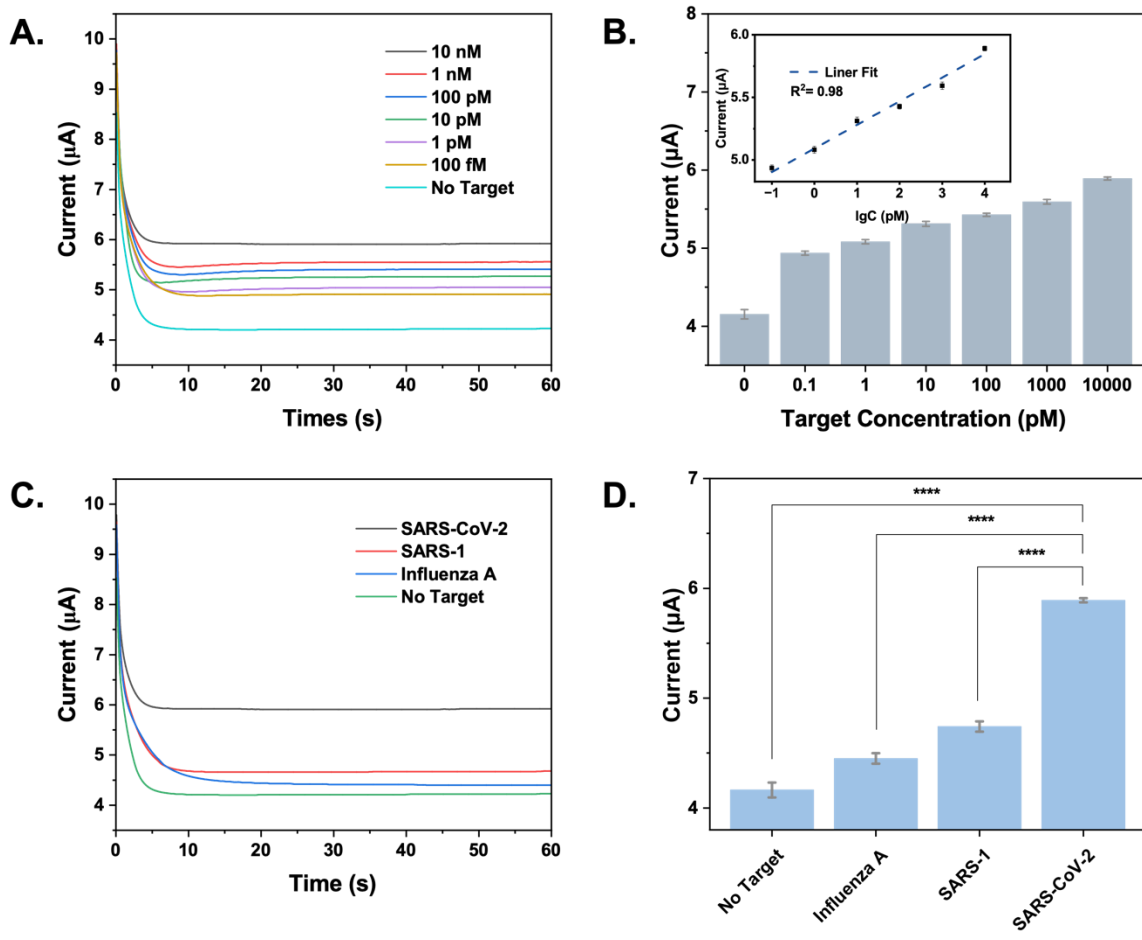 A.
10
9
8
7
6
5
4
Current (μA)
0
10
20
30
40
50
60
Times (s)
10 nM
1 nM
100 pM
10 pM
1 pM
100 fM
No Target
B.
8
7
6
5
4
Current (μA)
0
0.1
1
10
100
1000
10000
Target Concentration (pM)
6.0
5.5
5.0
Current (μA)
−1
0
1
2
3
4
lgC (pM)
Liner Fit
R²= 0.98
C.
10
9
8
7
6
5
4
Current (μA)
0
10
20
30
40
50
60
Time (s)
SARS-CoV-2
SARS-1
Influenza A
No Target
D.
7
6
5
4
Current (μA)
****
****
****
No Target
Influenza A
SARS-1
SARS-CoV-2